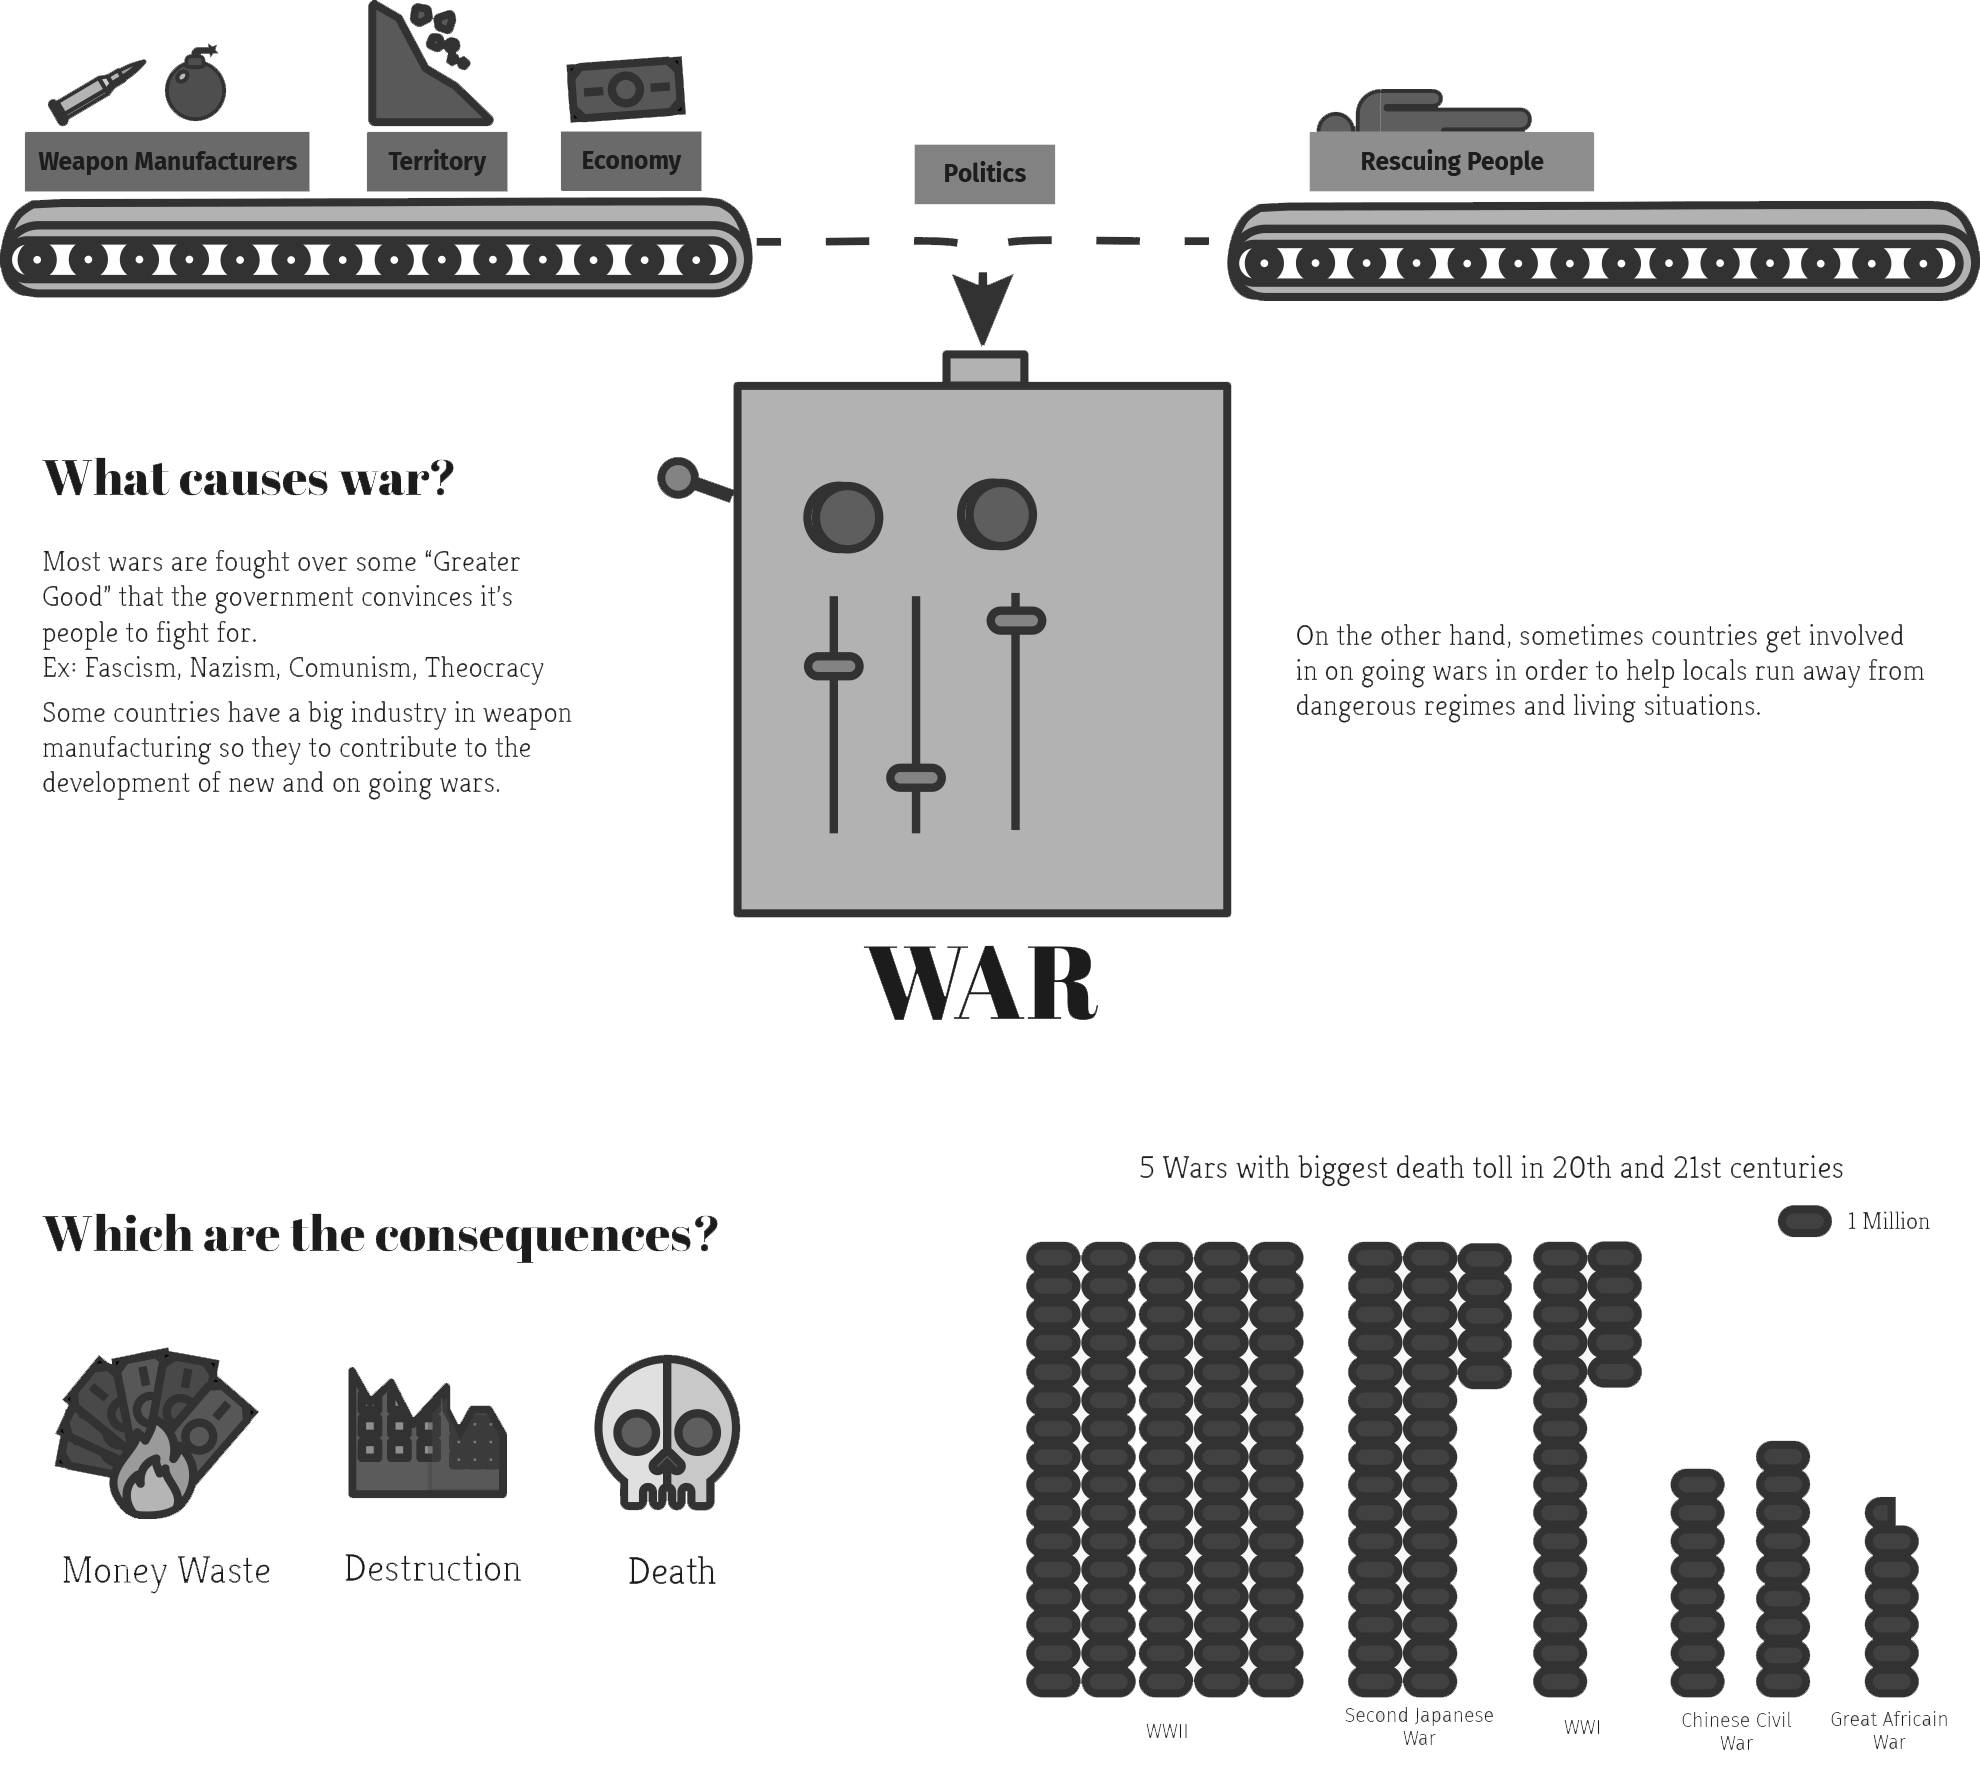 Weapon Manufacturers
Territory
Economy
Politics
Rescuing People
What causes war?
Most wars are fought over some “Greater
Good” that the government convinces it’s
people to fight for.
Ex: Fascism, Nazism, Comunism, Theocracy
Some countries have a big industry in weapon
manufacturing so they to contribute to the
development of new and on going wars.
On the other hand, sometimes countries get involved
in on going wars in order to help locals run away from
dangerous regimes and living situations.
WAR
Which are the consequences?
Money Waste
Destruction
Death
5 Wars with biggest death toll in 20th and 21st centuries
1 Million
WWII
Second Japanese
War
WWI
Chinese Civil
War
Great Africain
War